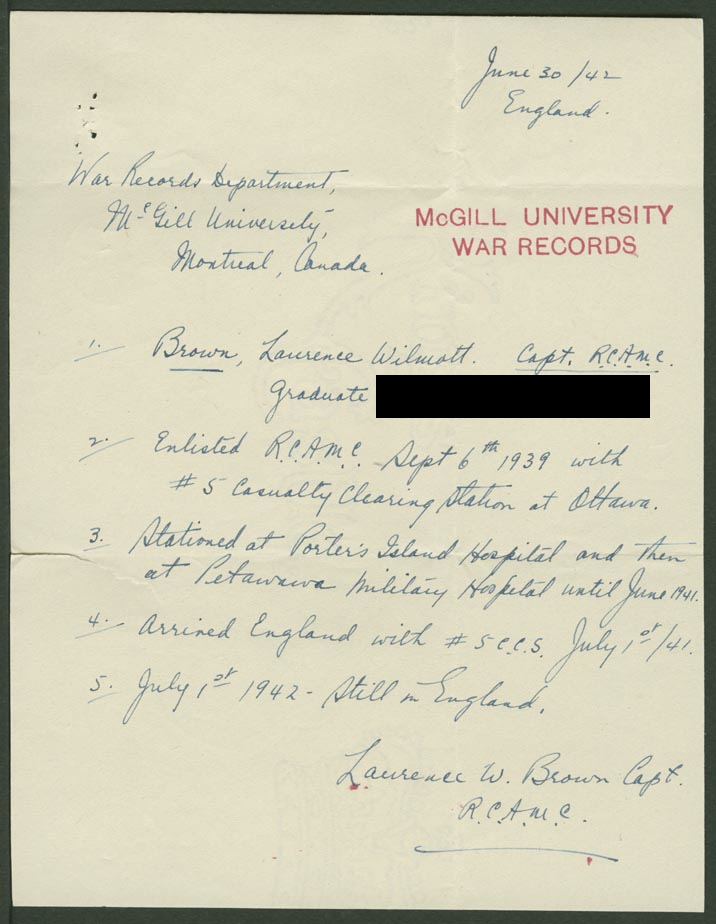 June 30/42
England.
War Records Department,
McGill University,
Montreal, Canada.
McGILL UNIVERSITY
WAR RECORDS
1. Brown, Laurence Wilmott. Capt. R.C.A.M.C.
Graduate
2. Enlisted R.C.A.M.C. Sept 6th 1939 with
# 5 Casualty Clearing Station at Ottawa.
3. Stationed at Porter's Island Hospital and then
at Petawawa Military Hospital until June 1941.
4. Arrived England with # 5 C.C.S. July 1st/41.
5. July 1st 1942 - Still in England.
Laurence W. Brown Capt.
R.C.A.M.C.